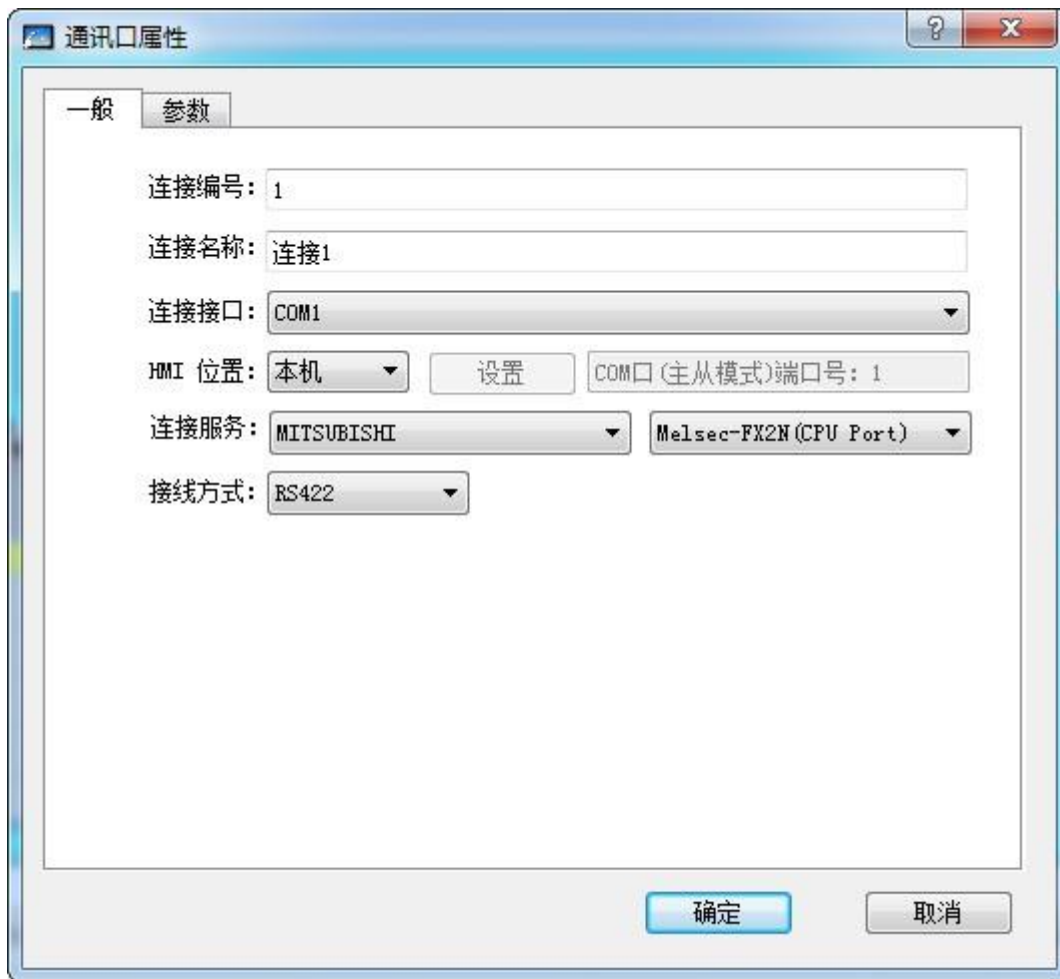 通讯口属性
一般 参数
连接编号: 1
连接名称: 连接1
连接接口: COM1
HMI 位置: 本机 设置 COM口(主从模式)端口号: 1
连接服务: MITSUBISHI Melsec-FX2N(CPU Port)
接线方式: RS422
确定 取消